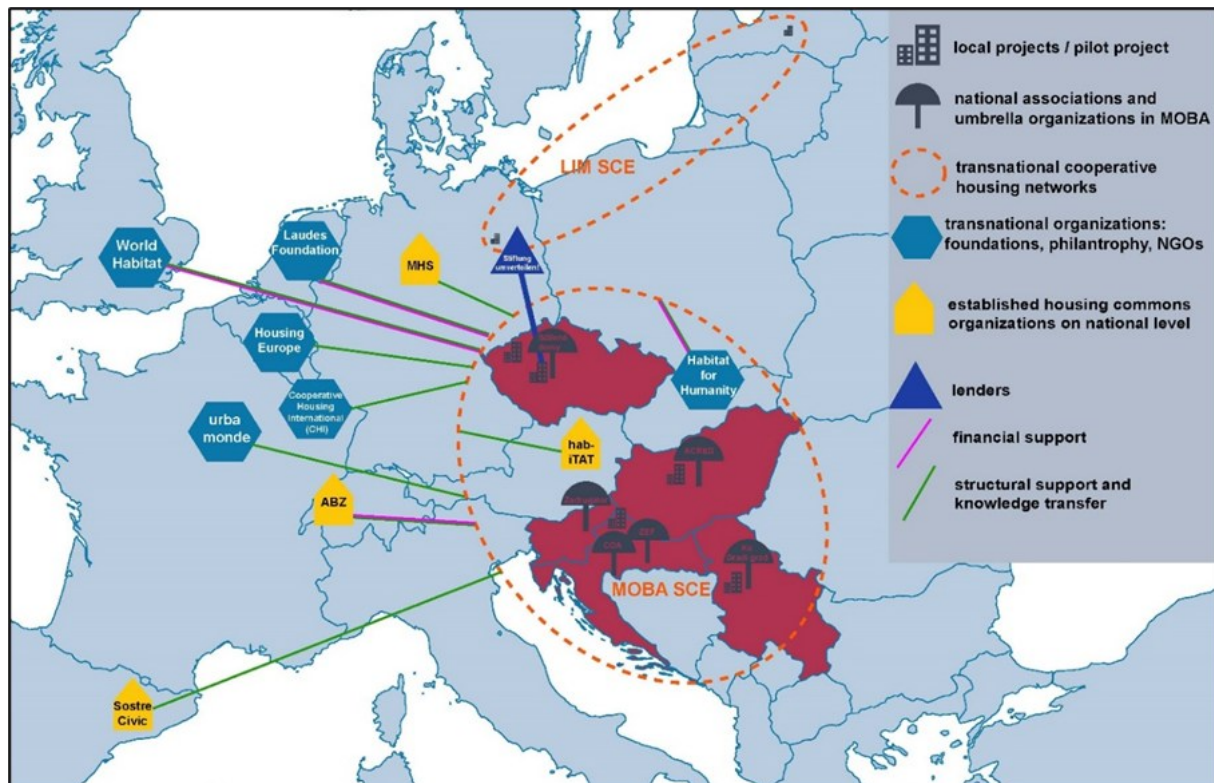 local projects / pilot project
national associations and
umbrella organizations in MOBA
transnational cooperative
housing networks
transnational organizations:
foundations, philantrophy, NGOs
established housing commons
organizations on national level
lenders
financial support
structural support and
knowledge transfer
LIM SCE
World
Habitat
Laudes
Foundation
MHS
Stiftung
umverteilen!
Housing
Europe
Cooperative
Housing
International
(CHI)
Habitat
for
Humanity
urba
monde
hab-
iTAT
ABZ
Zadrugator
MOBA SCE
Sostre
Civic